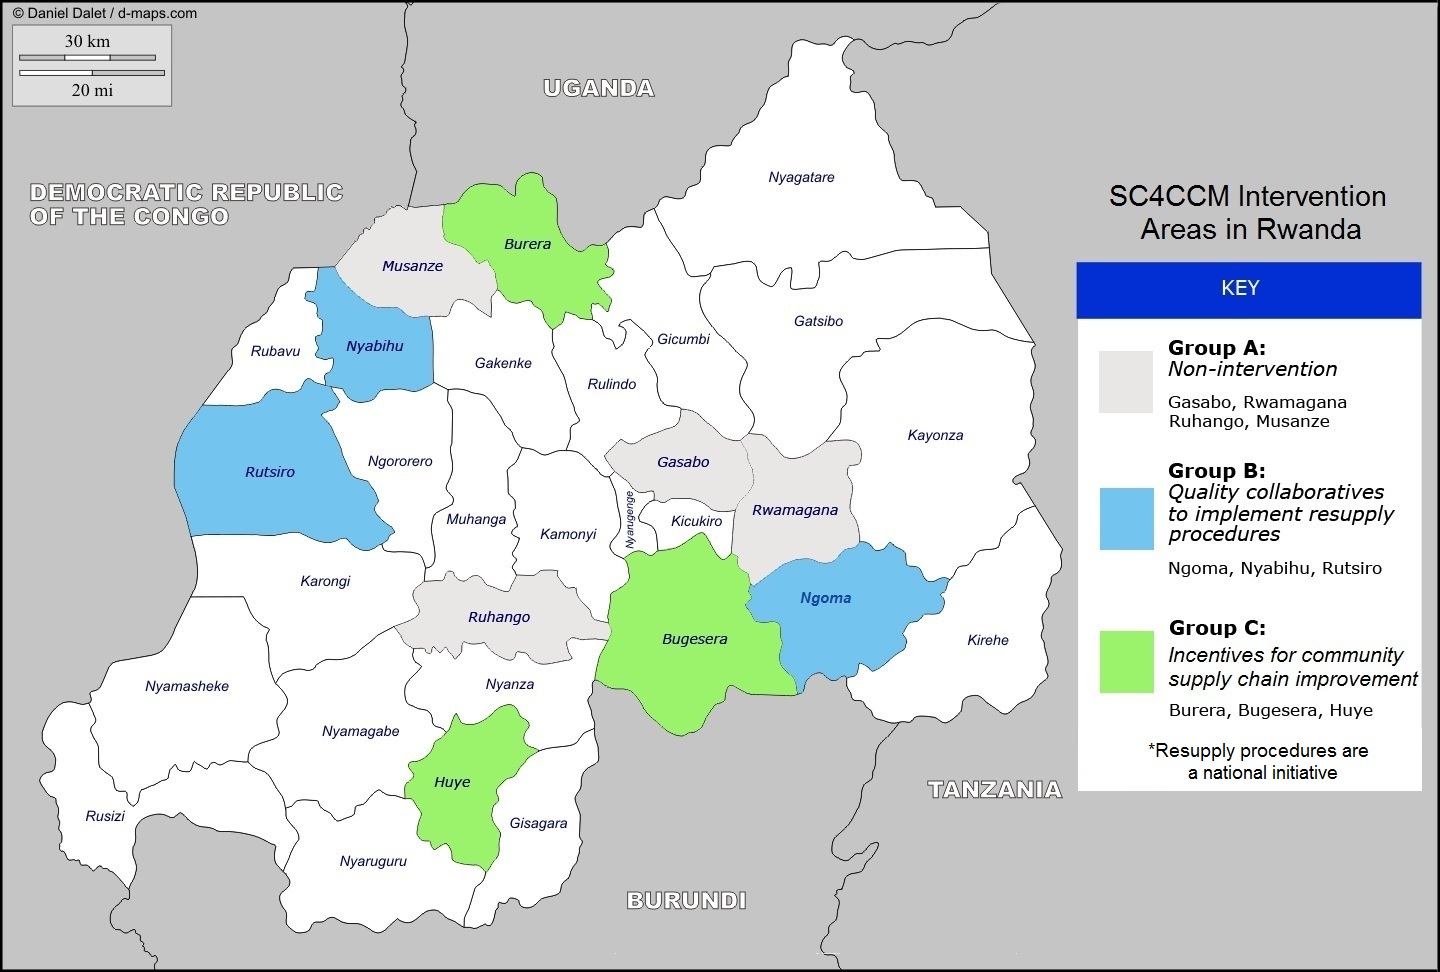 © Daniel Dalet / d-maps.com
30 km
20 mi
UGANDA
DEMOCRATIC REPUBLIC
OF THE CONGO
Nyagatare
Burera
Musanze
Gatsibo
Gicumbi
Nyabihu
Rubavu
Gakenke
Rulindo
Kayonza
Gasabo
Ngororero
Rutsiro
Rwamagana
Nyarugenge
Kicukiro
Muhanga
Kamonyi
Karongi
Ngoma
Ruhango
Bugesera
Kirehe
Nyamasheke
Nyanza
Nyamagabe
Huye
Rusizi
Gisagara
Nyaruguru
TANZANIA
BURUNDI
SC4CCM Intervention
Areas in Rwanda
KEY
Group A:
Non-intervention
Gasabo, Rwamagana
Ruhango, Musanze
Group B:
Quality collaboratives
to implement resupply
procedures
Ngoma, Nyabihu, Rutsiro
Group C:
Incentives for community
supply chain improvement
Burera, Bugesera, Huye
*Resupply procedures are
a national initiative